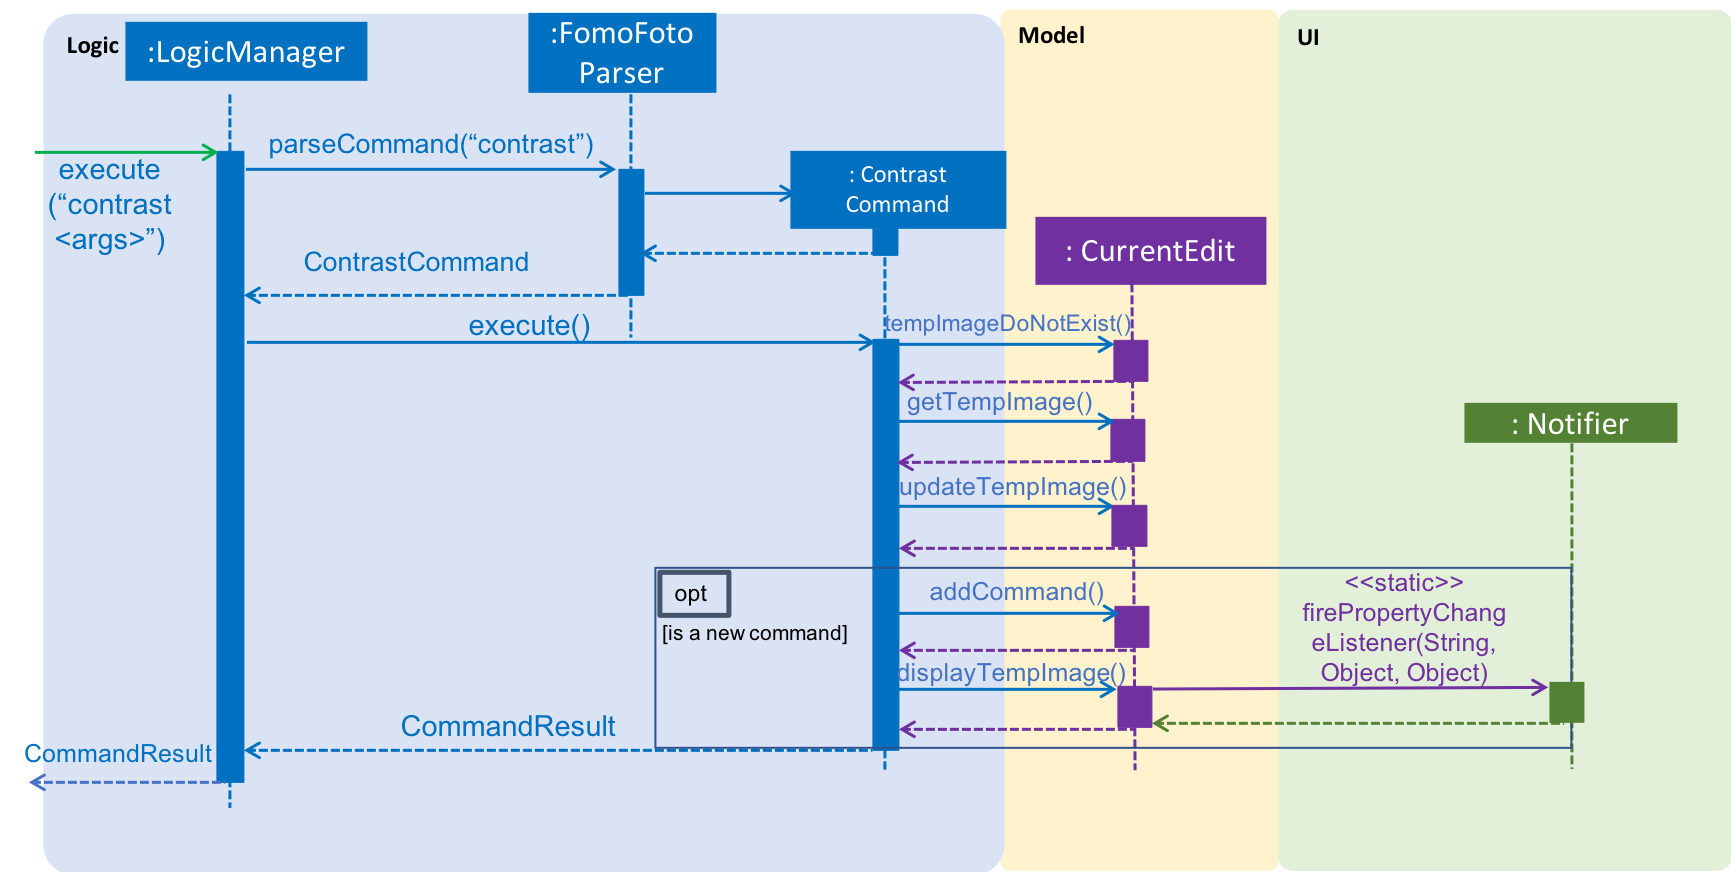 Logic
:LogicManager
:FomoFoto
Parser
Model
UI
parseCommand(“contrast”)
execute
(“contrast
<args>”)
: Contrast
Command
: CurrentEdit
ContrastCommand
execute()
tempImageDoNotExist()
getTempImage()
: Notifier
updateTempImage()
opt
[is a new command]
addCommand()
<<static>>
firePropertyChang
eListener(String,
Object, Object)
displayTempImage()
CommandResult
CommandResult